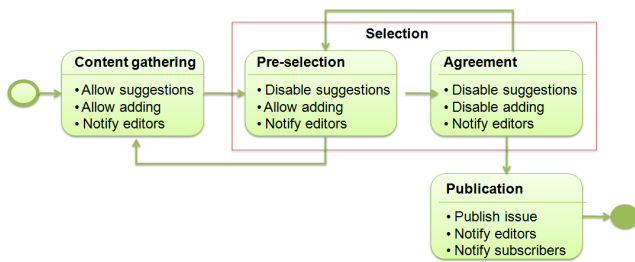 Selection
Content gathering
• Allow suggestions
• Allow adding
• Notify editors
Pre-selection
• Disable suggestions
• Allow adding
• Notify editors
Agreement
• Disable suggestions
• Disable adding
• Notify editors
Publication
• Publish issue
• Notify editors
• Notify subscribers